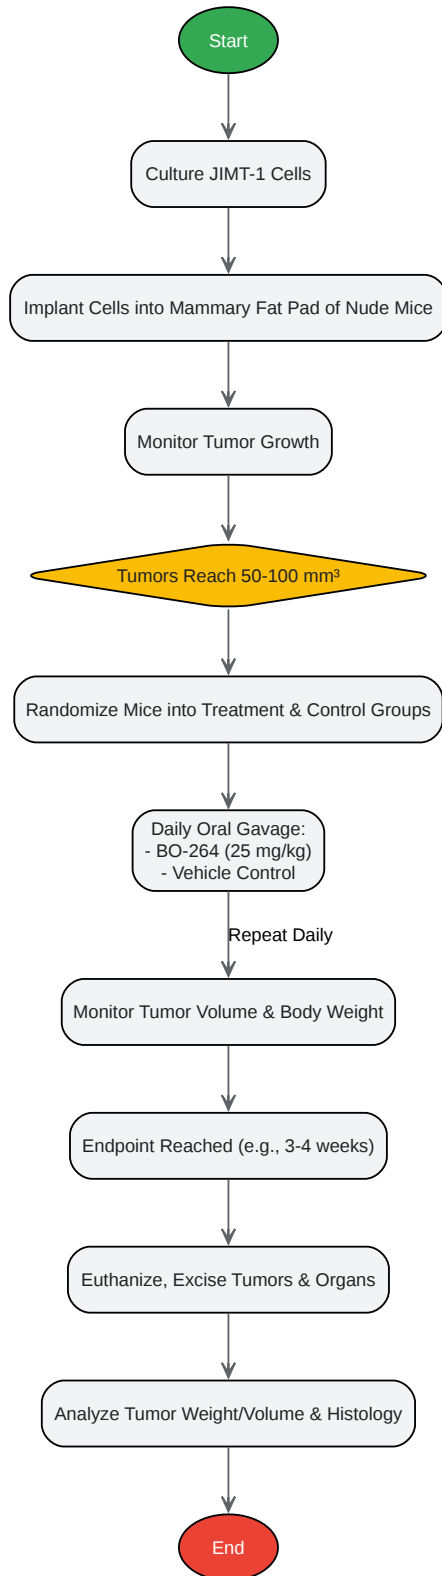 Start
Culture JIMT-1 Cells
Implant Cells into Mammary Fat Pad of Nude Mice
Monitor Tumor Growth
Tumors Reach 50-100 mm³
Randomize Mice into Treatment & Control Groups
Daily Oral Gavage:
- BO-264 (25 mg/kg)
- Vehicle Control
Repeat Daily
Monitor Tumor Volume & Body Weight
Endpoint Reached (e.g., 3-4 weeks)
Euthanize, Excise Tumors & Organs
Analyze Tumor Weight/Volume & Histology
End